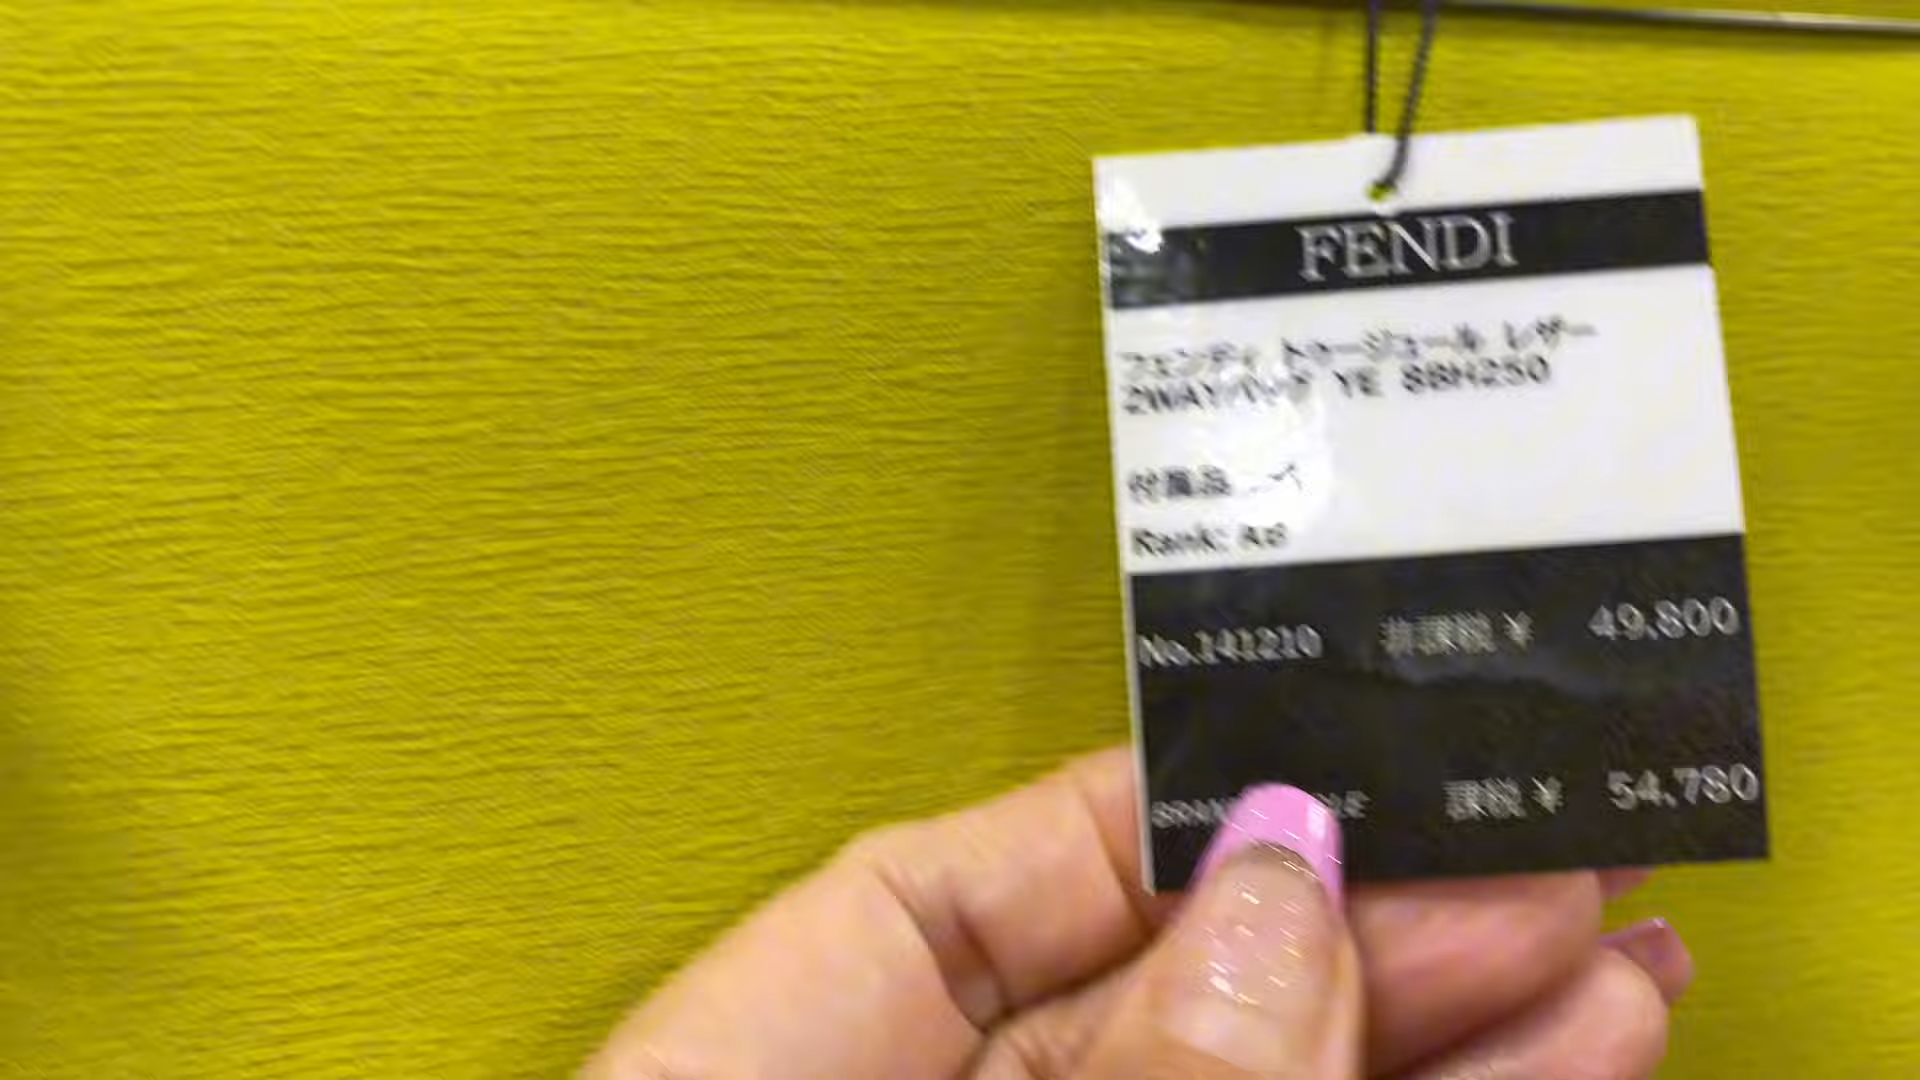 FENDI
フェンディ トゥージュール レザー
2WAYバッグ YE 8BH250
付属品
Rank: AB
No.141210 非課税 ¥ 49,800
課税 ¥ 54,780